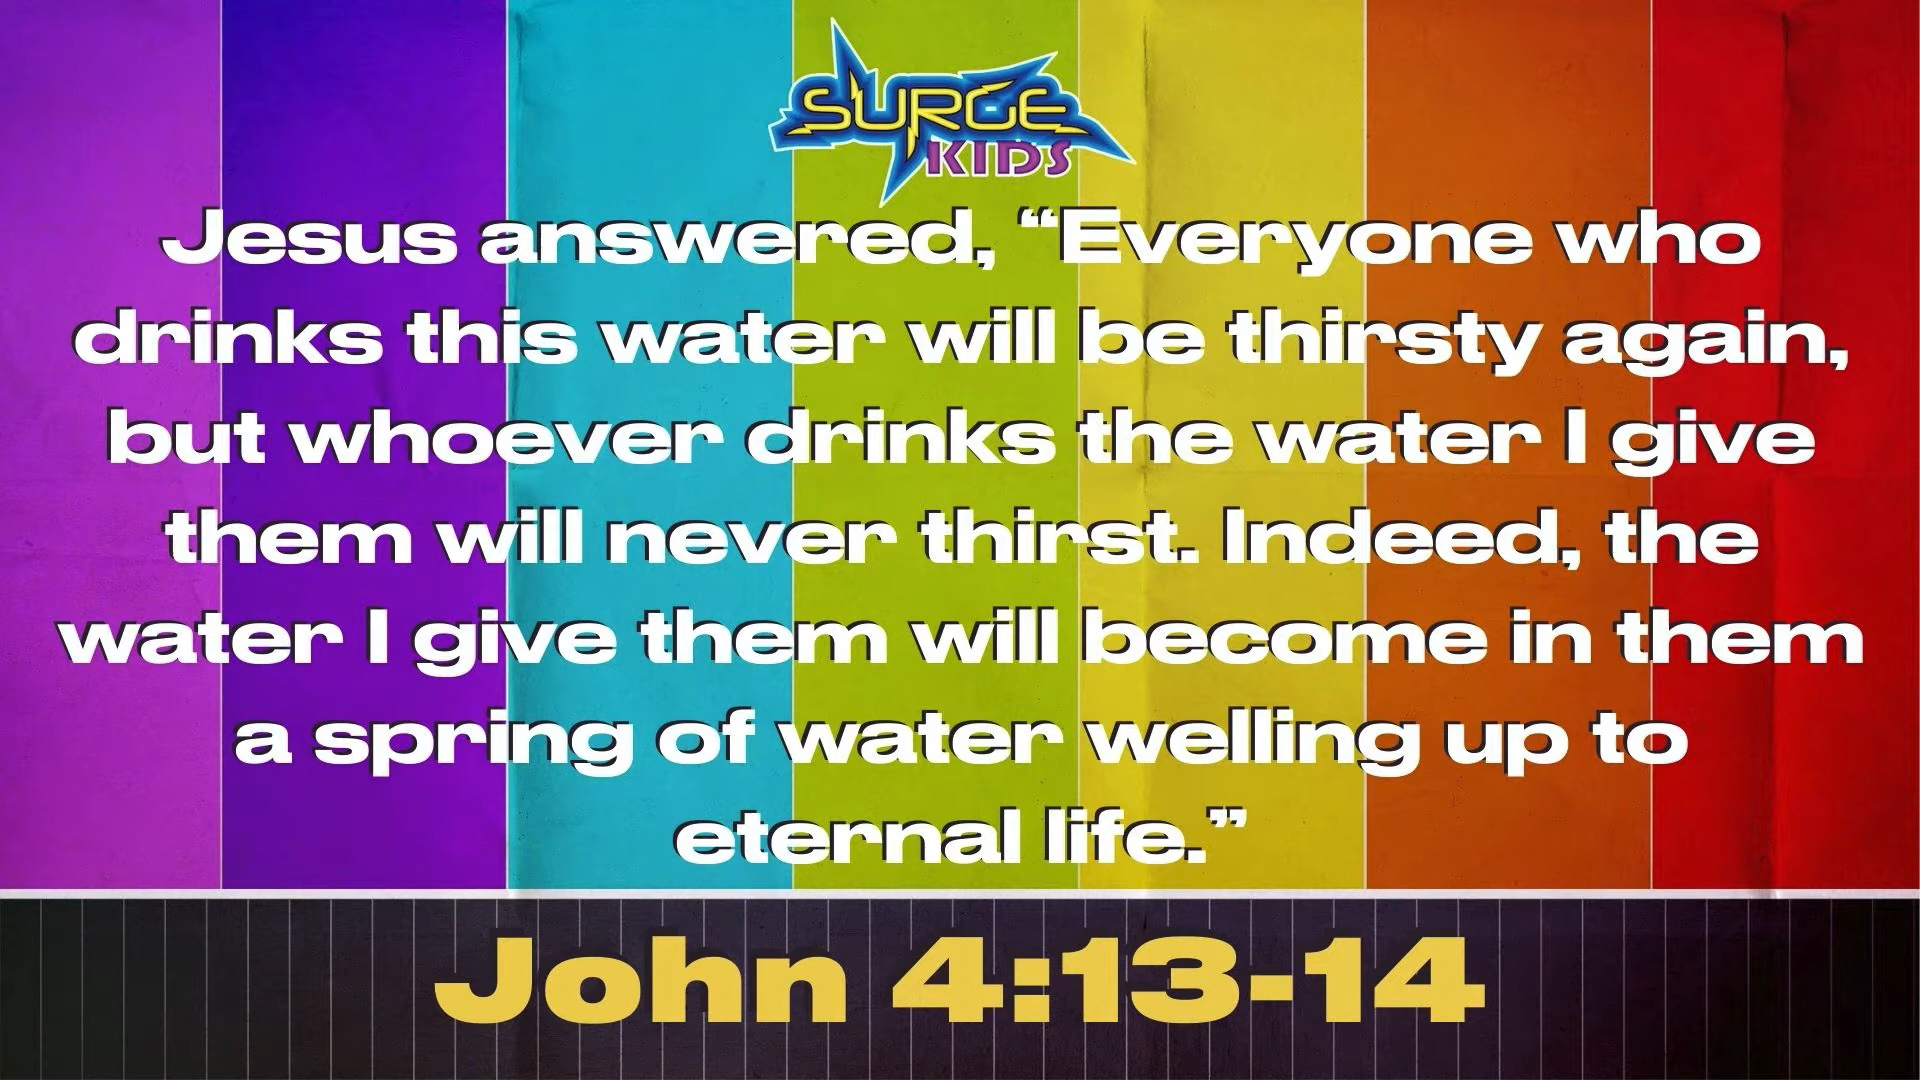 SURGE
KIDS
Jesus answered, “Everyone who
drinks this water will be thirsty again,
but whoever drinks the water I give
them will never thirst. Indeed, the
water I give them will become in them
a spring of water welling up to
eternal life.”
John 4:13-14